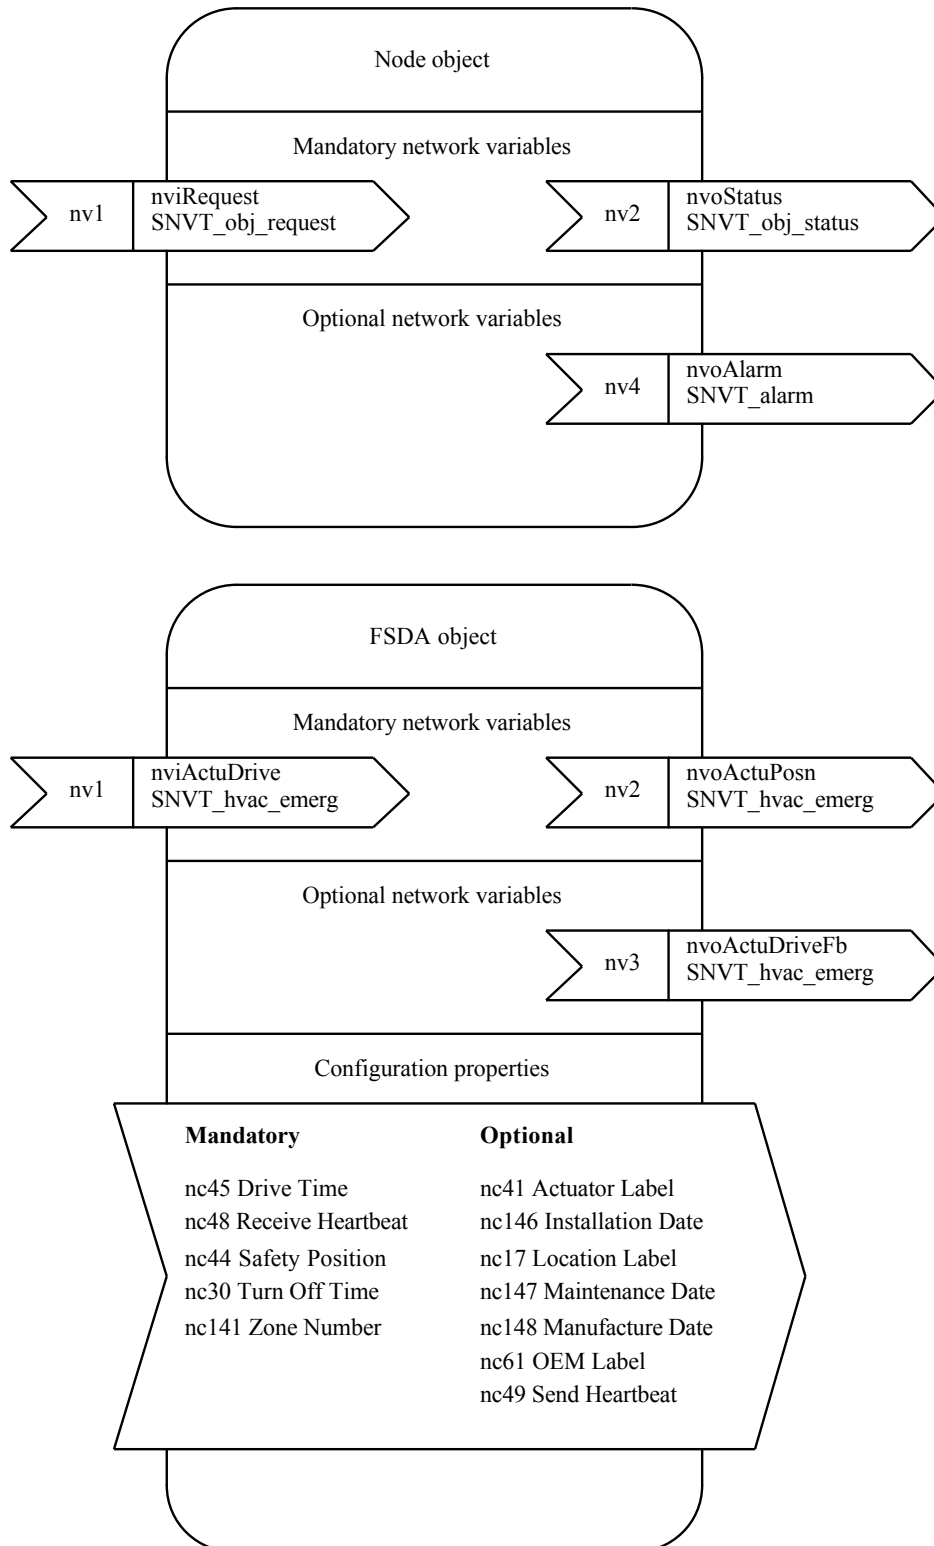 Node object
Mandatory network variables
nv1
nviRequest
SNVT_obj_request
nv2
nvoStatus
SNVT_obj_status
Optional network variables
nv4
nvoAlarm
SNVT_alarm
FSDA object
Mandatory network variables
nv1
nviActuDrive
SNVT_hvac_emerg
nv2
nvoActuPosn
SNVT_hvac_emerg
Optional network variables
nv3
nvoActuDriveFb
SNVT_hvac_emerg
Configuration properties
Mandatory
nc45 Drive Time
nc48 Receive Heartbeat
nc44 Safety Position
nc30 Turn Off Time
nc141 Zone Number
Optional
nc41 Actuator Label
nc146 Installation Date
nc17 Location Label
nc147 Maintenance Date
nc148 Manufacture Date
nc61 OEM Label
nc49 Send Heartbeat